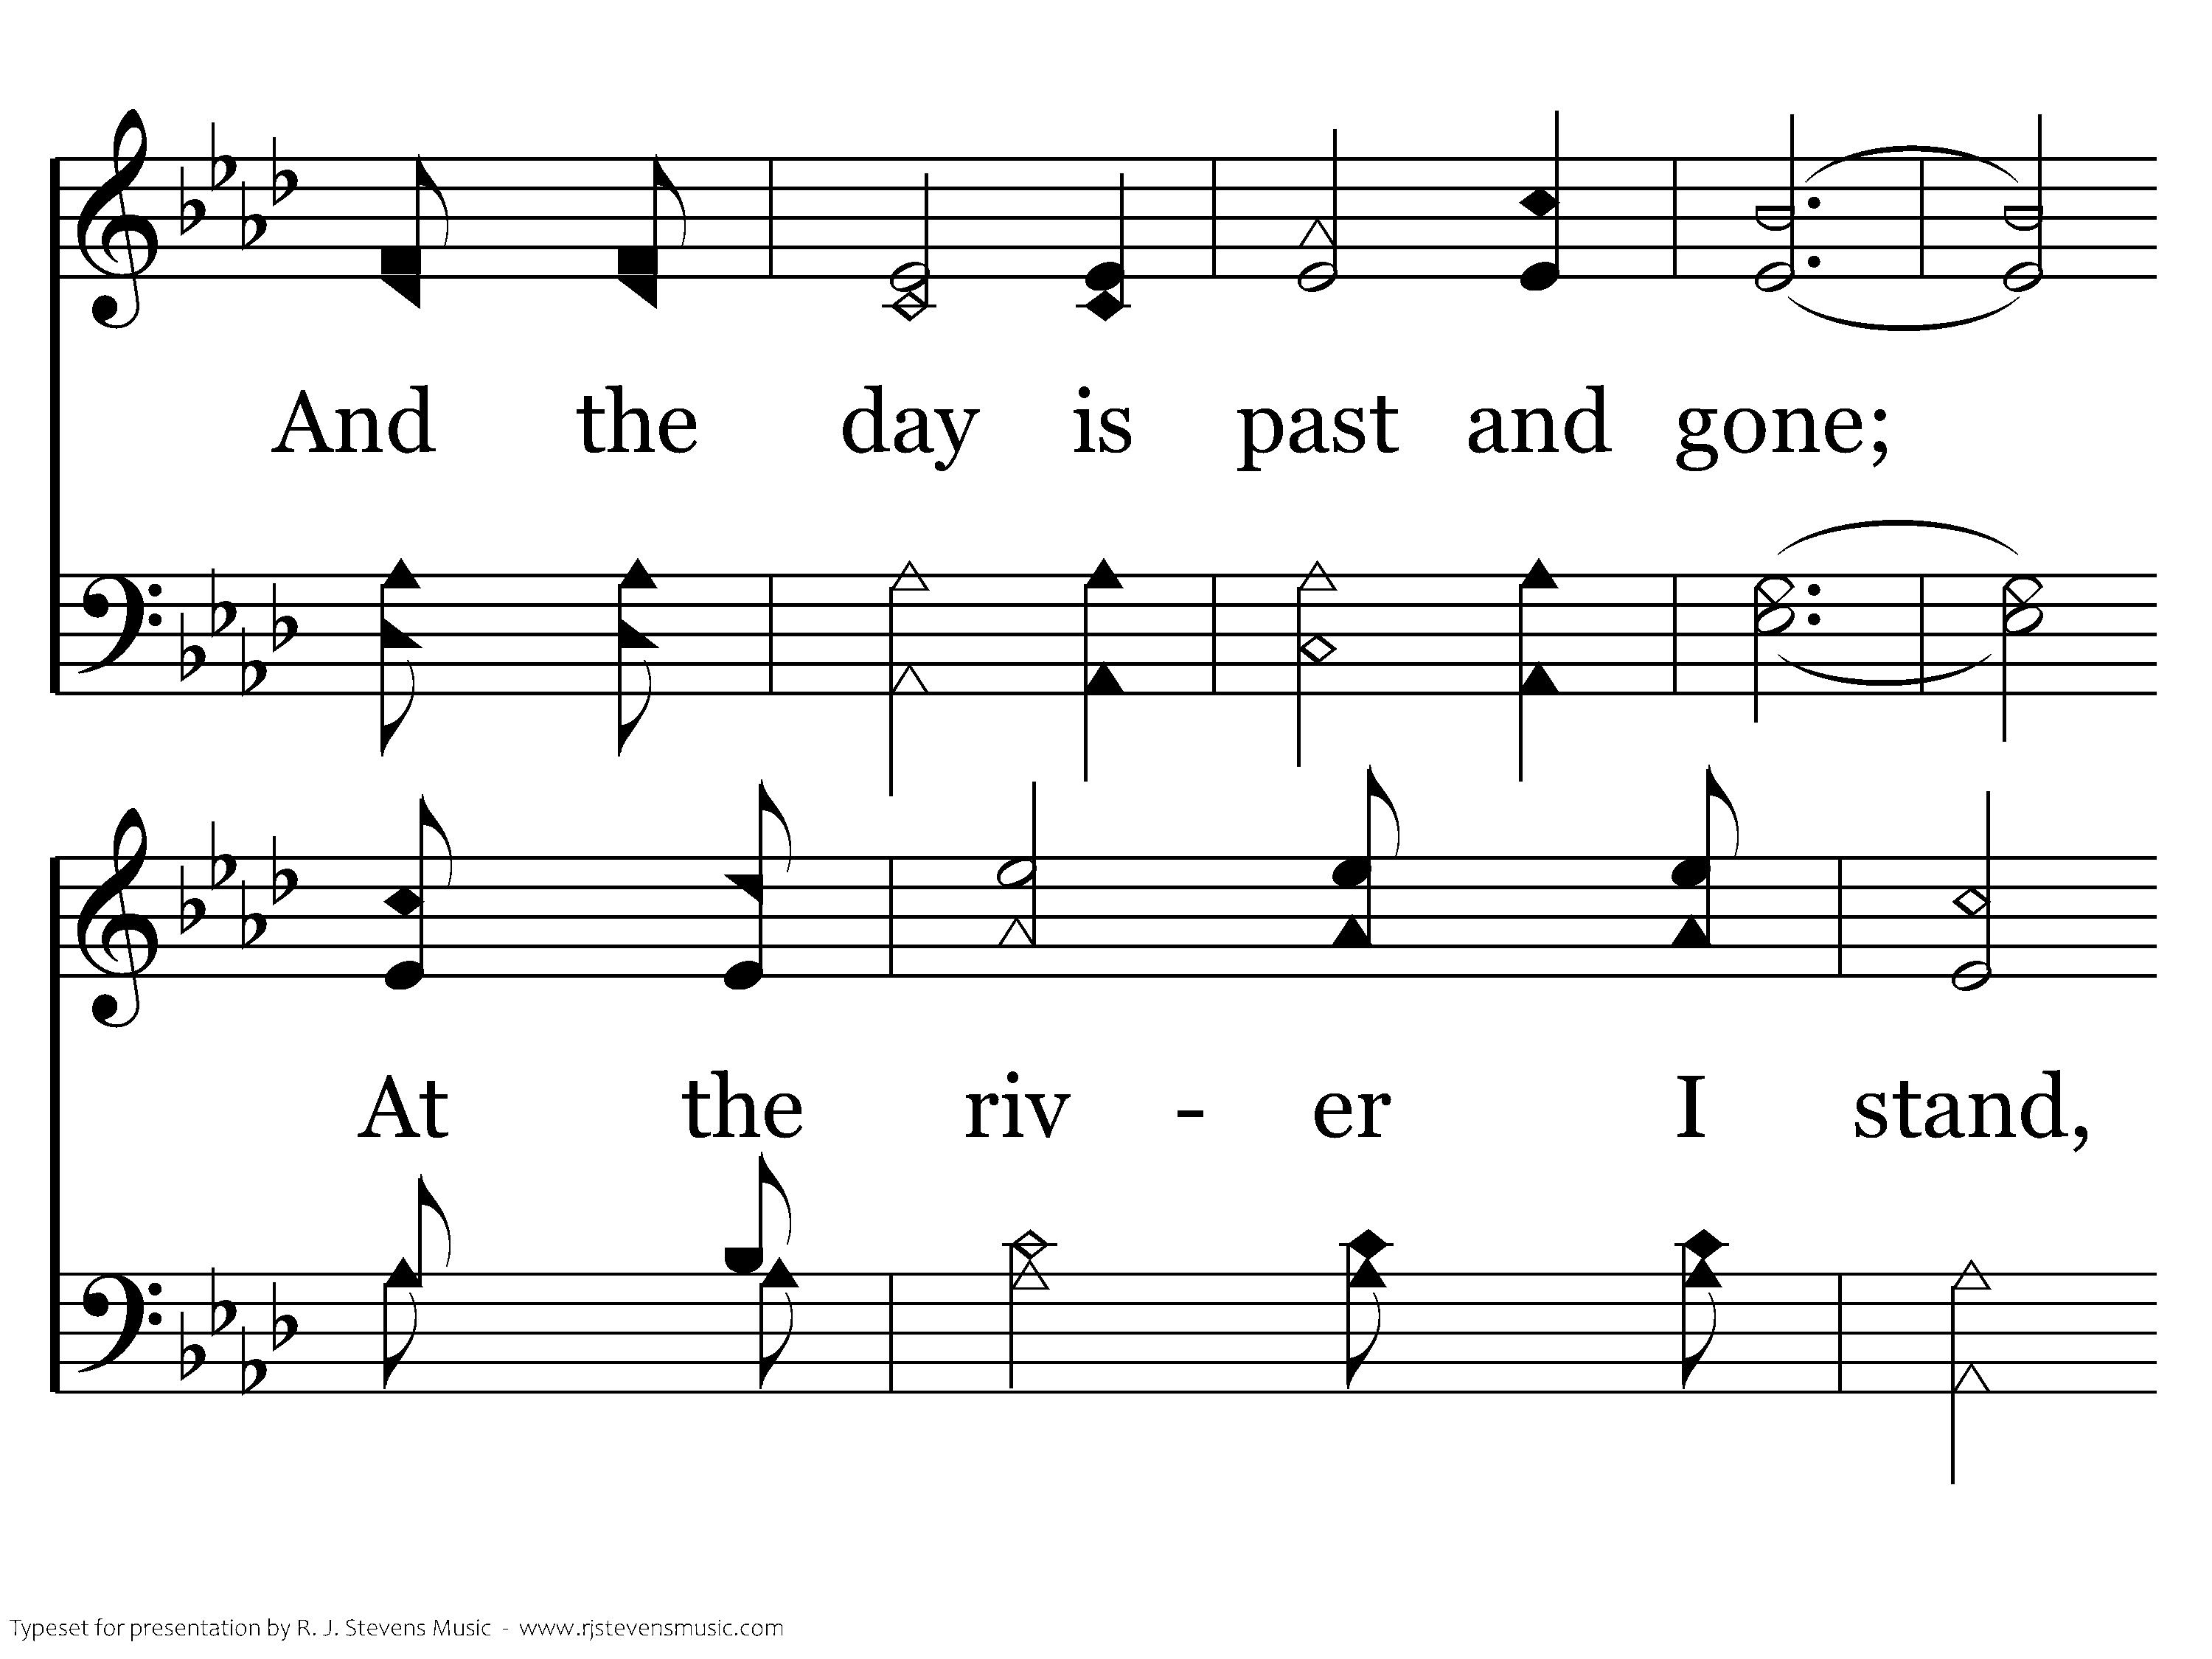 And the day is past and gone;
At the riv - er I stand,
Typeset for presentation by R. J. Stevens Music - www.rjstevensmusic.com